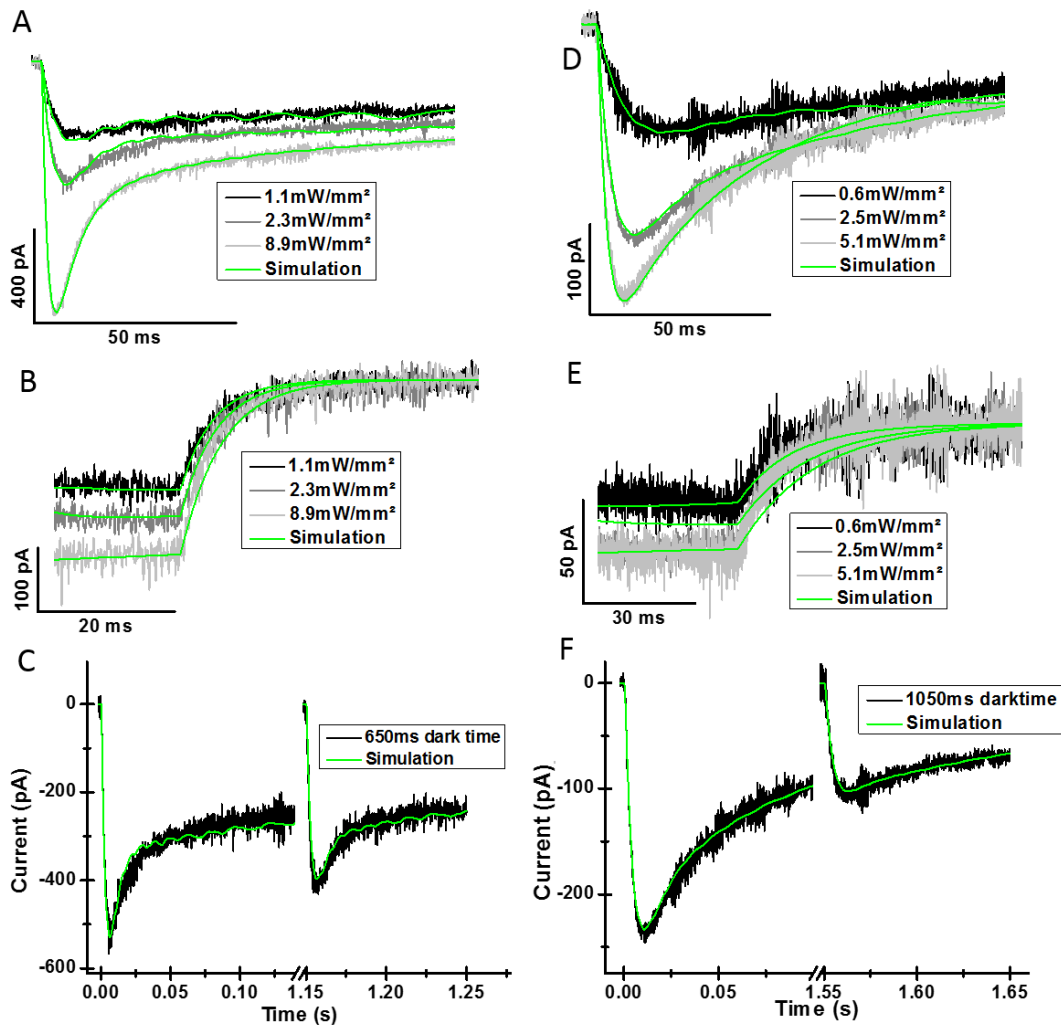 A
1.1mW/mm²
2.3mW/mm²
8.9mW/mm²
Simulation
400 pA
50 ms
D
0.6mW/mm²
2.5mW/mm²
5.1mW/mm²
Simulation
100 pA
50 ms
B
1.1mW/mm²
2.3mW/mm²
8.9mW/mm²
Simulation
100 pA
20 ms
E
0.6mW/mm²
2.5mW/mm²
5.1mW/mm²
Simulation
50 pA
30 ms
C
650ms dark time
Simulation
0
-200
-400
-600
Current (pA)
0.00 0.05 0.10 1.15 1.20 1.25
Time (s)
F
1050ms darktime
Simulation
0
-100
-200
Current (pA)
0.00 0.05 1.55 1.60 1.65
Time (s)